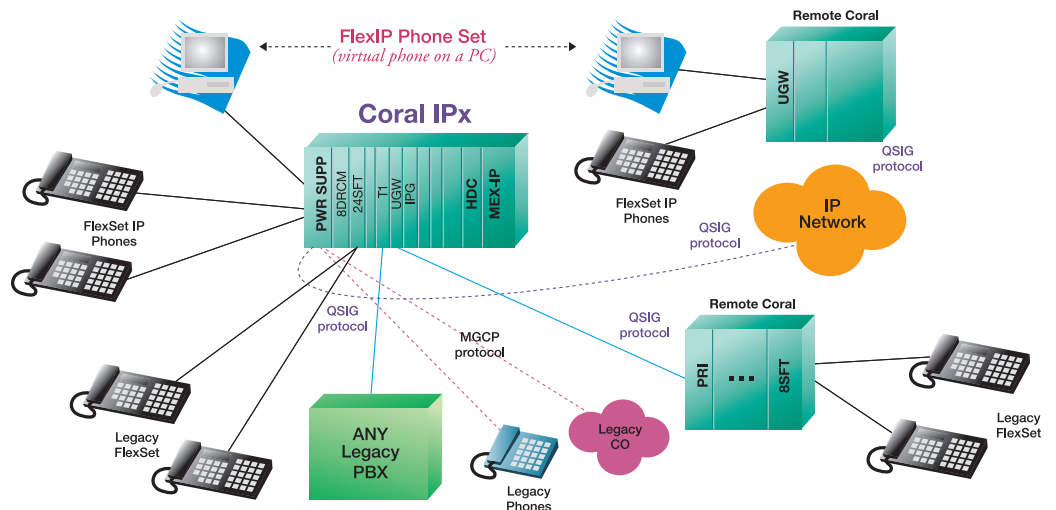 FlexIP Phone Set
(virtual phone on a PC)
Remote Coral
UGW
Coral IPx
PWR SUPP
8DRCM
24SFT
T1
UGW
IPG
HDC
MEX-IP
QSIG
protocol
FlexSet IP
Phones
FlexSet IP
Phones
IP
Network
QSIG
protocol
QSIG
protocol
MGCP
protocol
QSIG
protocol
Remote Coral
PRI
8SFT
Legacy
FlexSet
ANY
Legacy
PBX
Legacy
CO
Legacy
Phones
Legacy
FlexSet